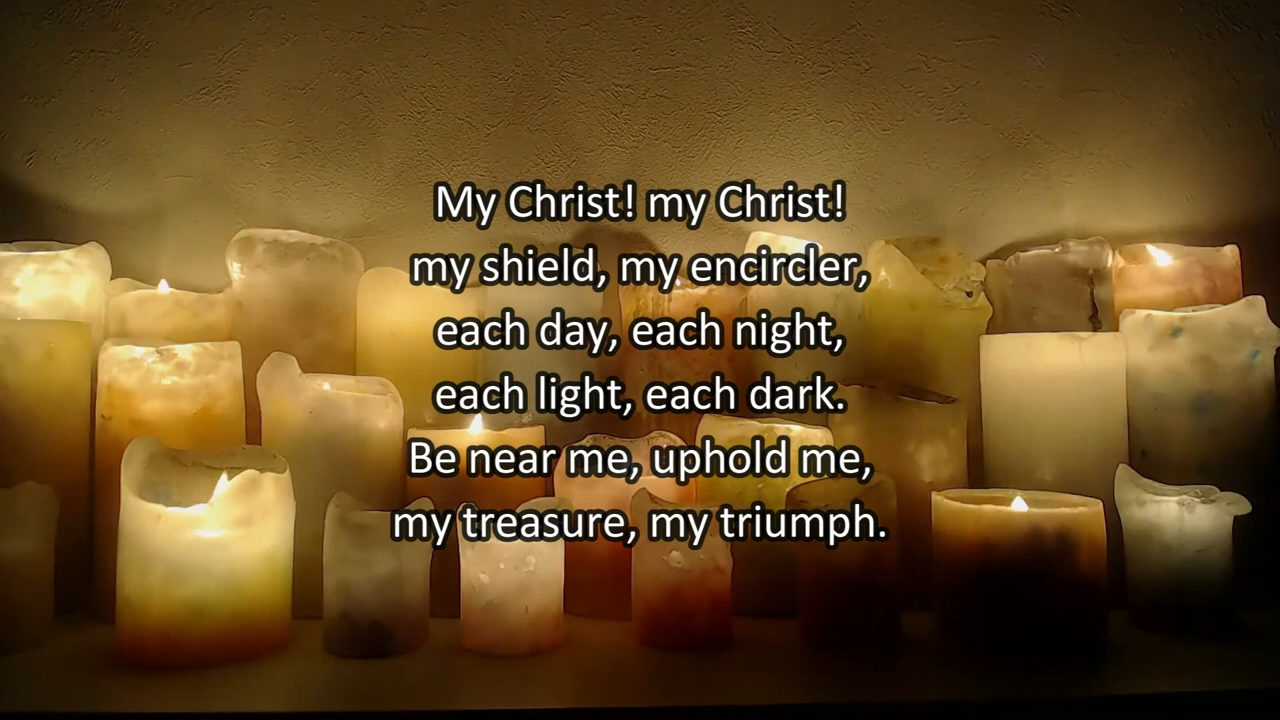 My Christ! my Christ!
my shield, my encircler,
each day, each night,
each light, each dark.
Be near me, uphold me,
my treasure, my triumph.